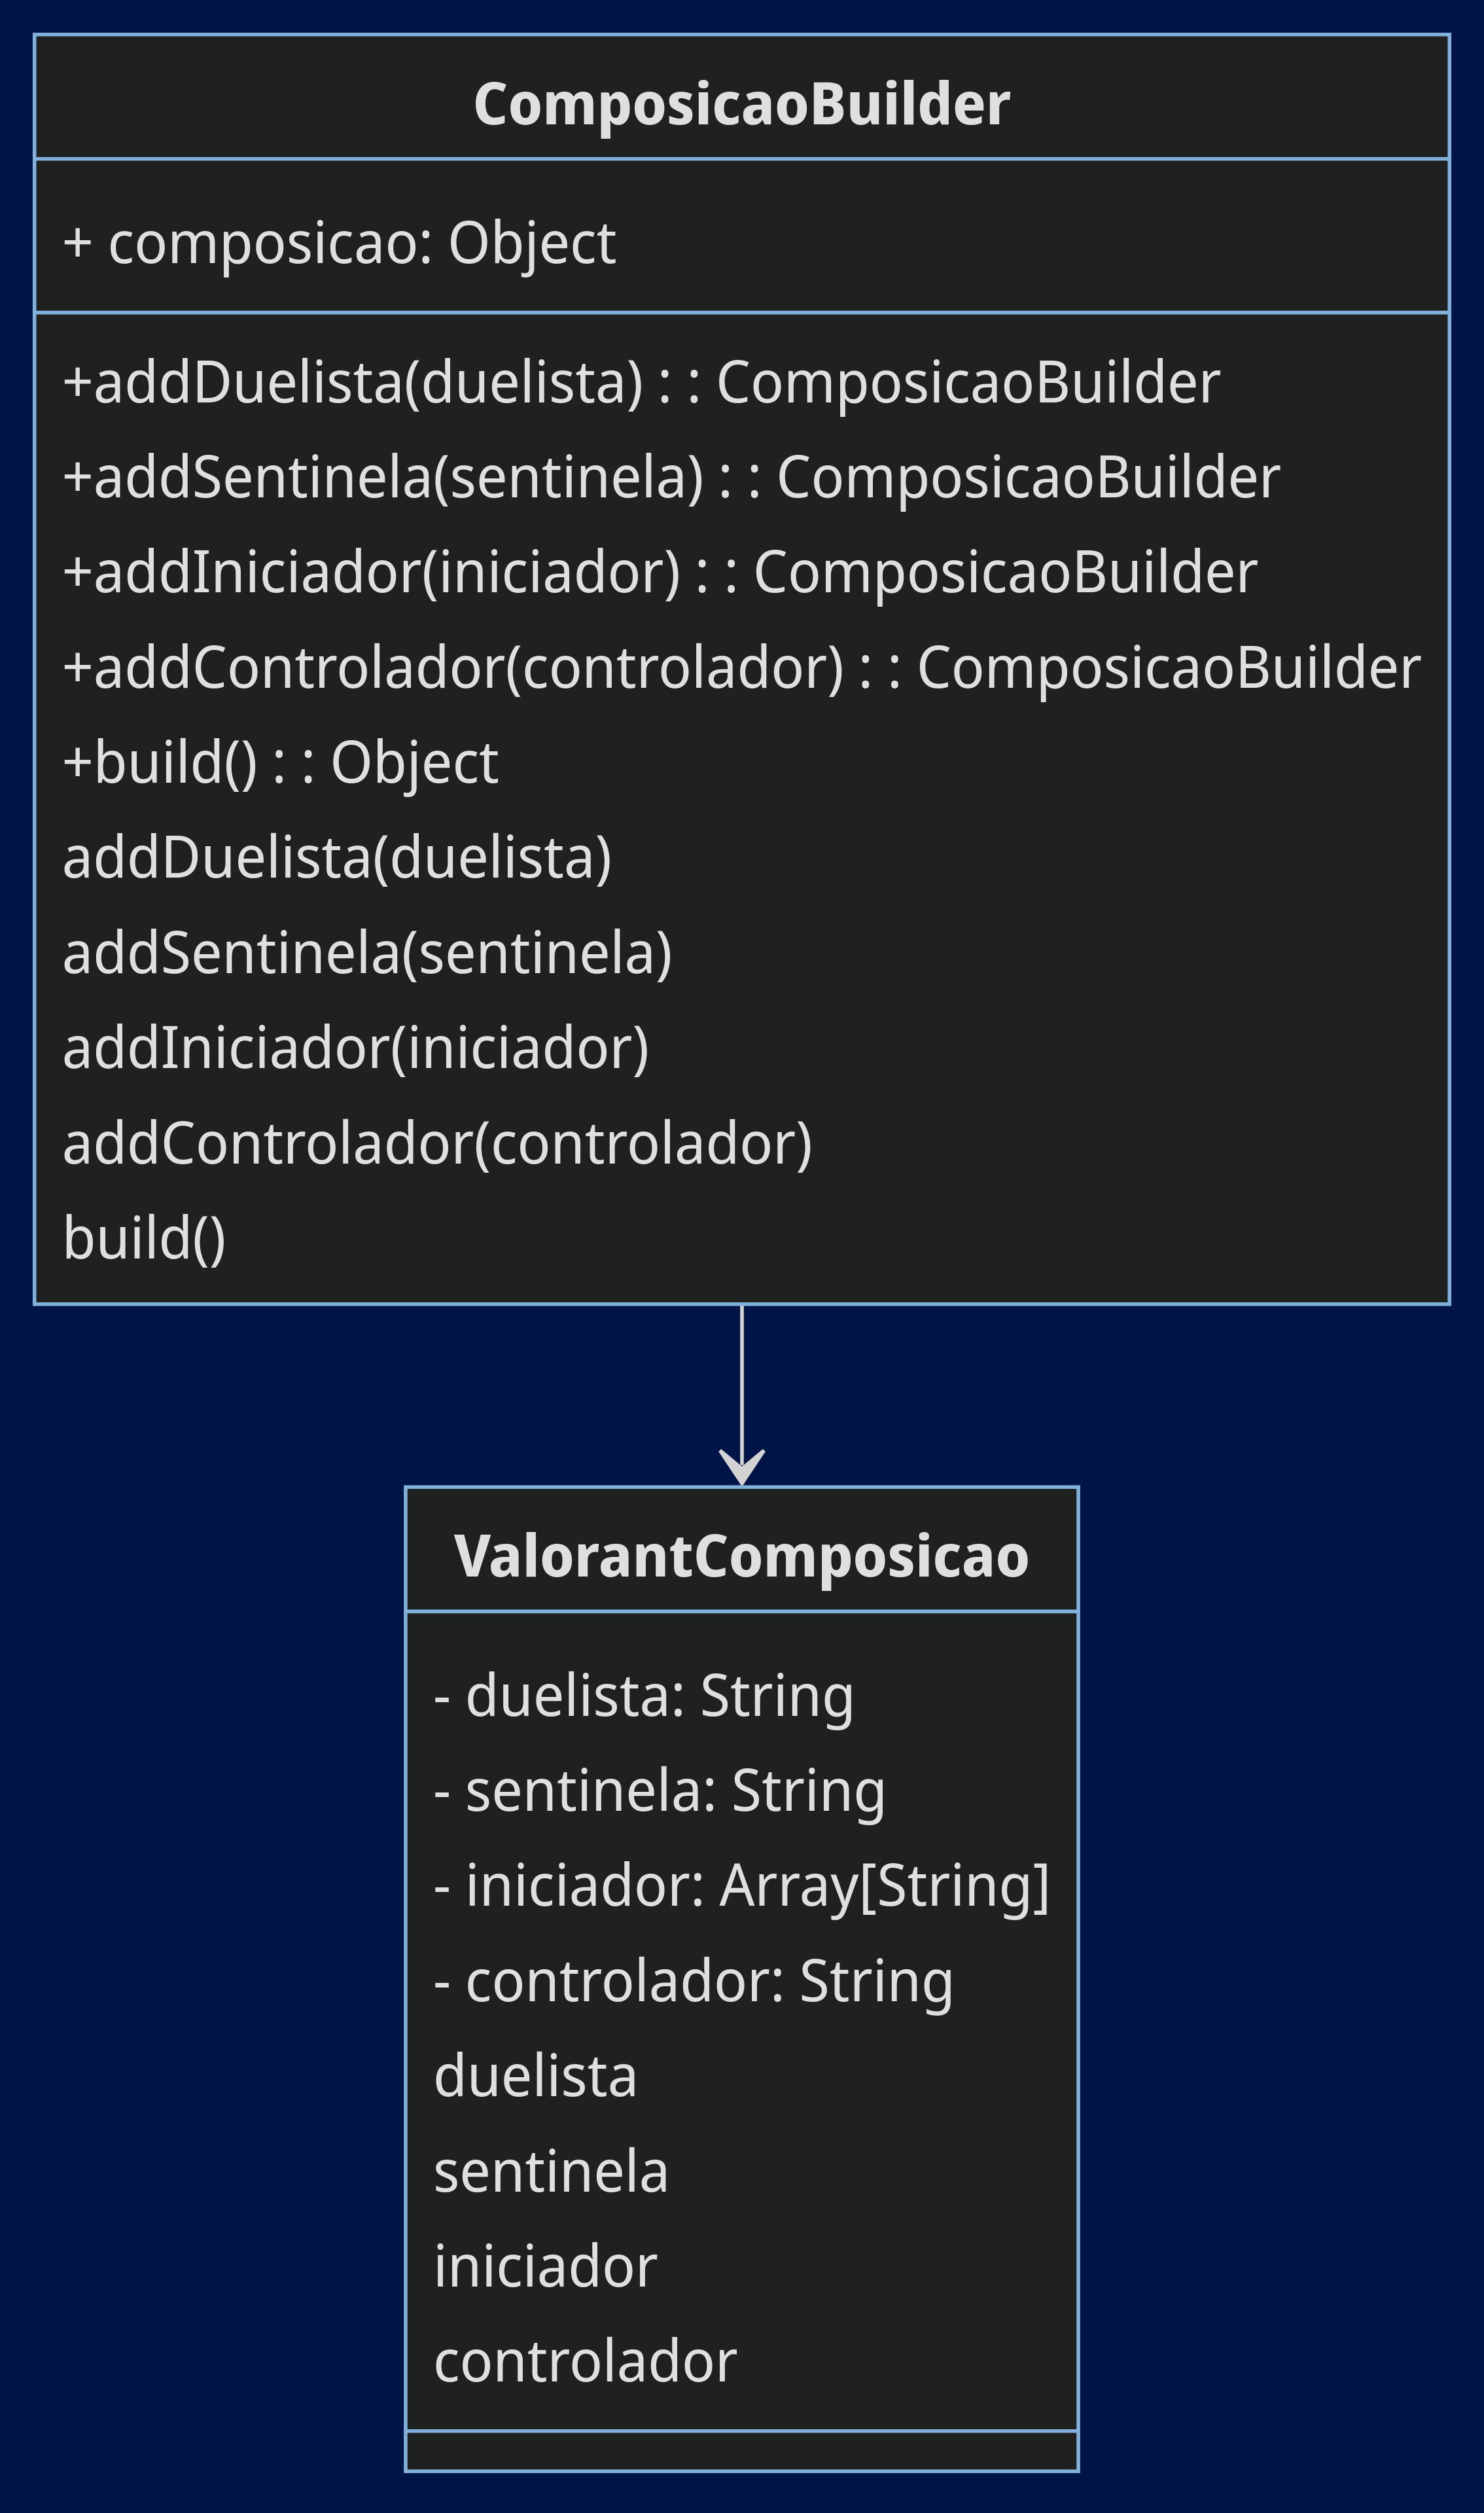 ComposicaoBuilder
+ composicao: Object
+addDuelista(duelista) : : ComposicaoBuilder
+addSentinela(sentinela) : : ComposicaoBuilder
+addIniciador(iniciador) : : ComposicaoBuilder
+addControlador(controlador) : : ComposicaoBuilder
+build() : : Object
addDuelista(duelista)
addSentinela(sentinela)
addIniciador(iniciador)
addControlador(controlador)
build()
ValorantComposicao
- duelista: String
- sentinela: String
- iniciador: Array[String]
- controlador: String
duelista
sentinela
iniciador
controlador